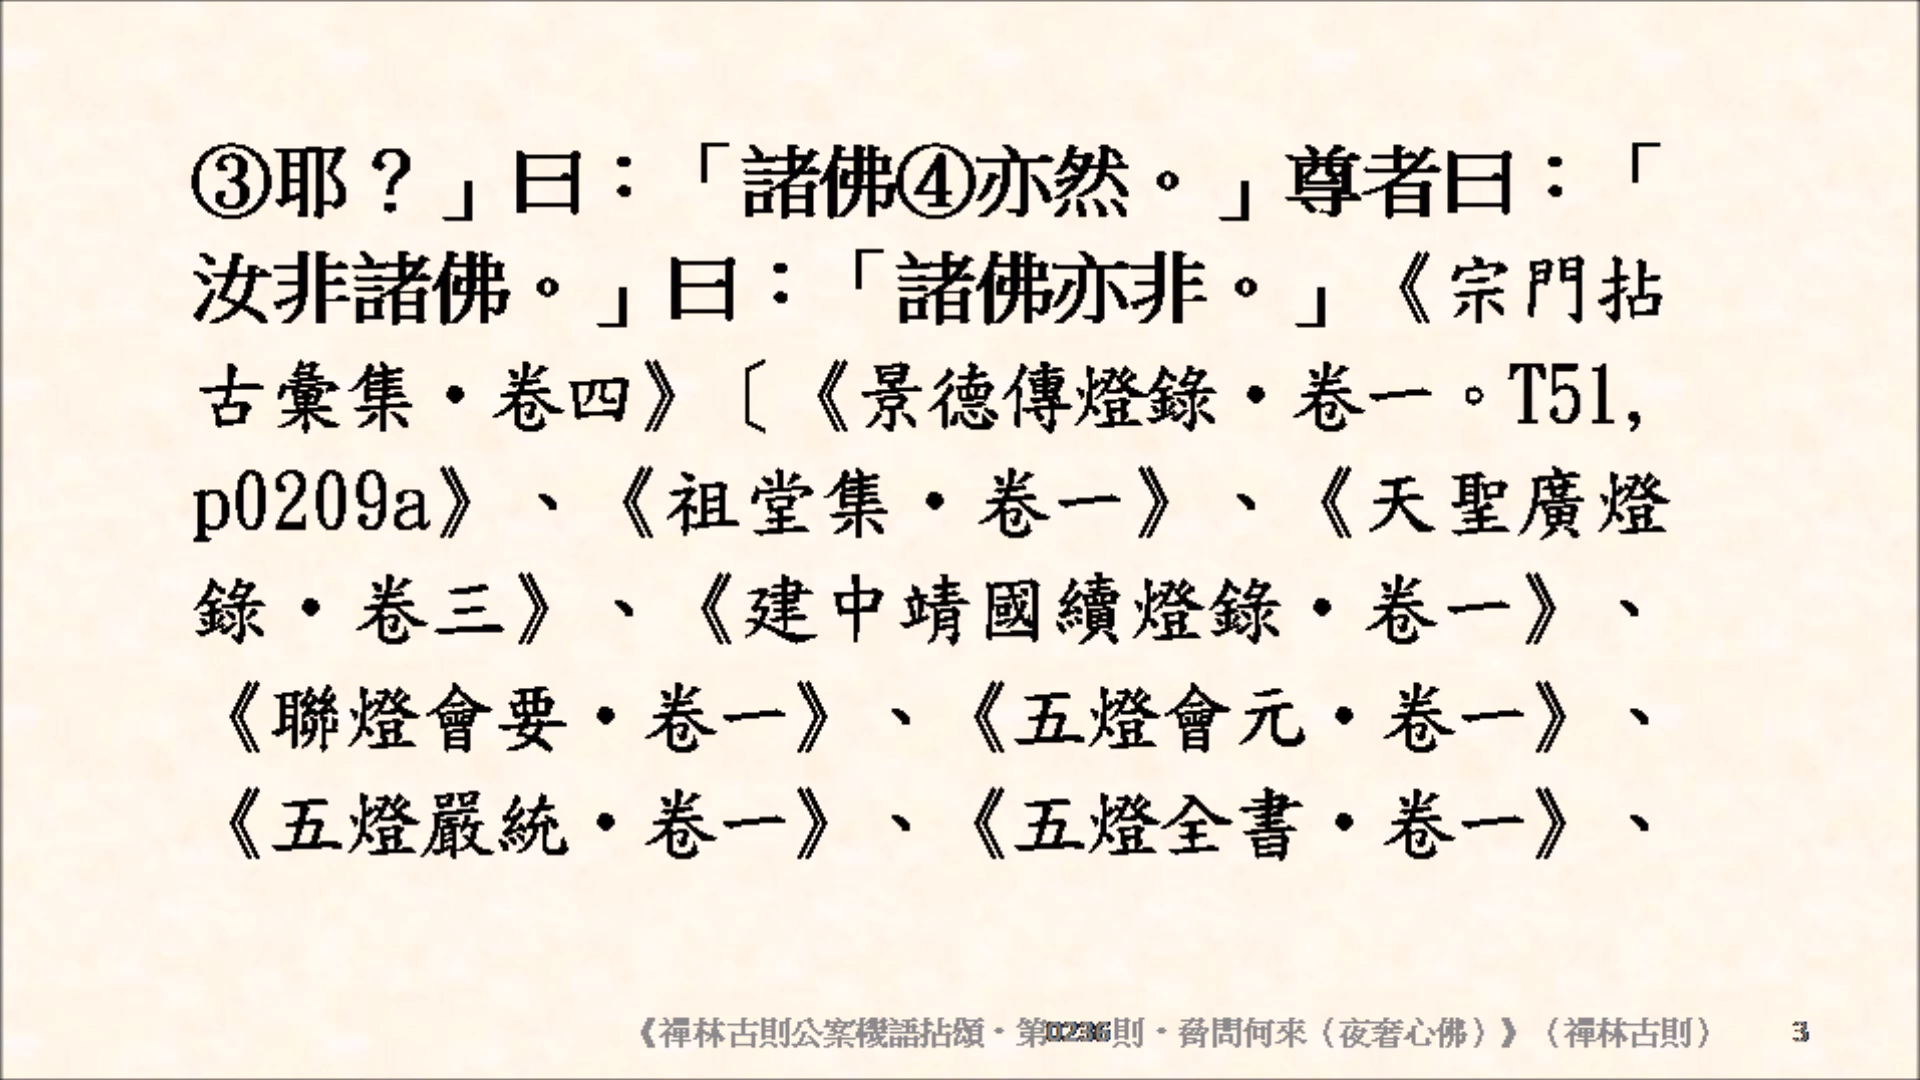 ③耶？」曰：「諸佛④亦然。」尊者曰：「
汝非諸佛。」曰：「諸佛亦非。」《宗門拈
古彙集・卷四》〔《景德傳燈錄・卷一。T51,
p0209a》、《祖堂集・卷一》、《天聖廣燈
錄・卷三》、《建中靖國續燈錄・卷一》、
《聯燈會要・卷一》、《五燈會元・卷一》、
《五燈嚴統・卷一》、《五燈全書・卷一》、
《禪林古則公案機語拈頌・第0236則・蚕問何來（夜奢心佛）》（禪林古則） 3